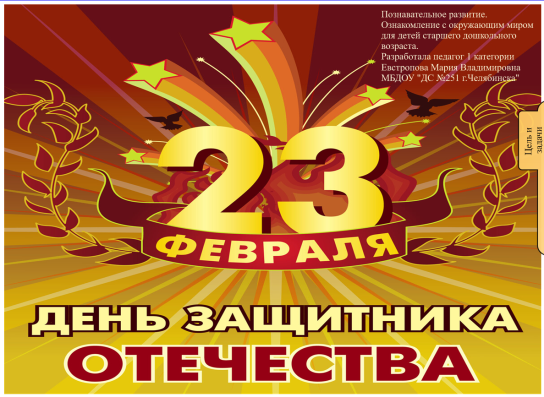 Познавательное развитие.
Ознакомление с окружающим миром
для детей старшего дошкольного
возраста.
Разработала педагог 1 категории
Евстропова Мария Владимировна
МБДОУ "ДС №251 г.Челябинска"
Цель и
задачи
23
ФЕВРАЛЯ
ДЕНЬ ЗАЩИТНИКА
ОТЕЧЕСТВА